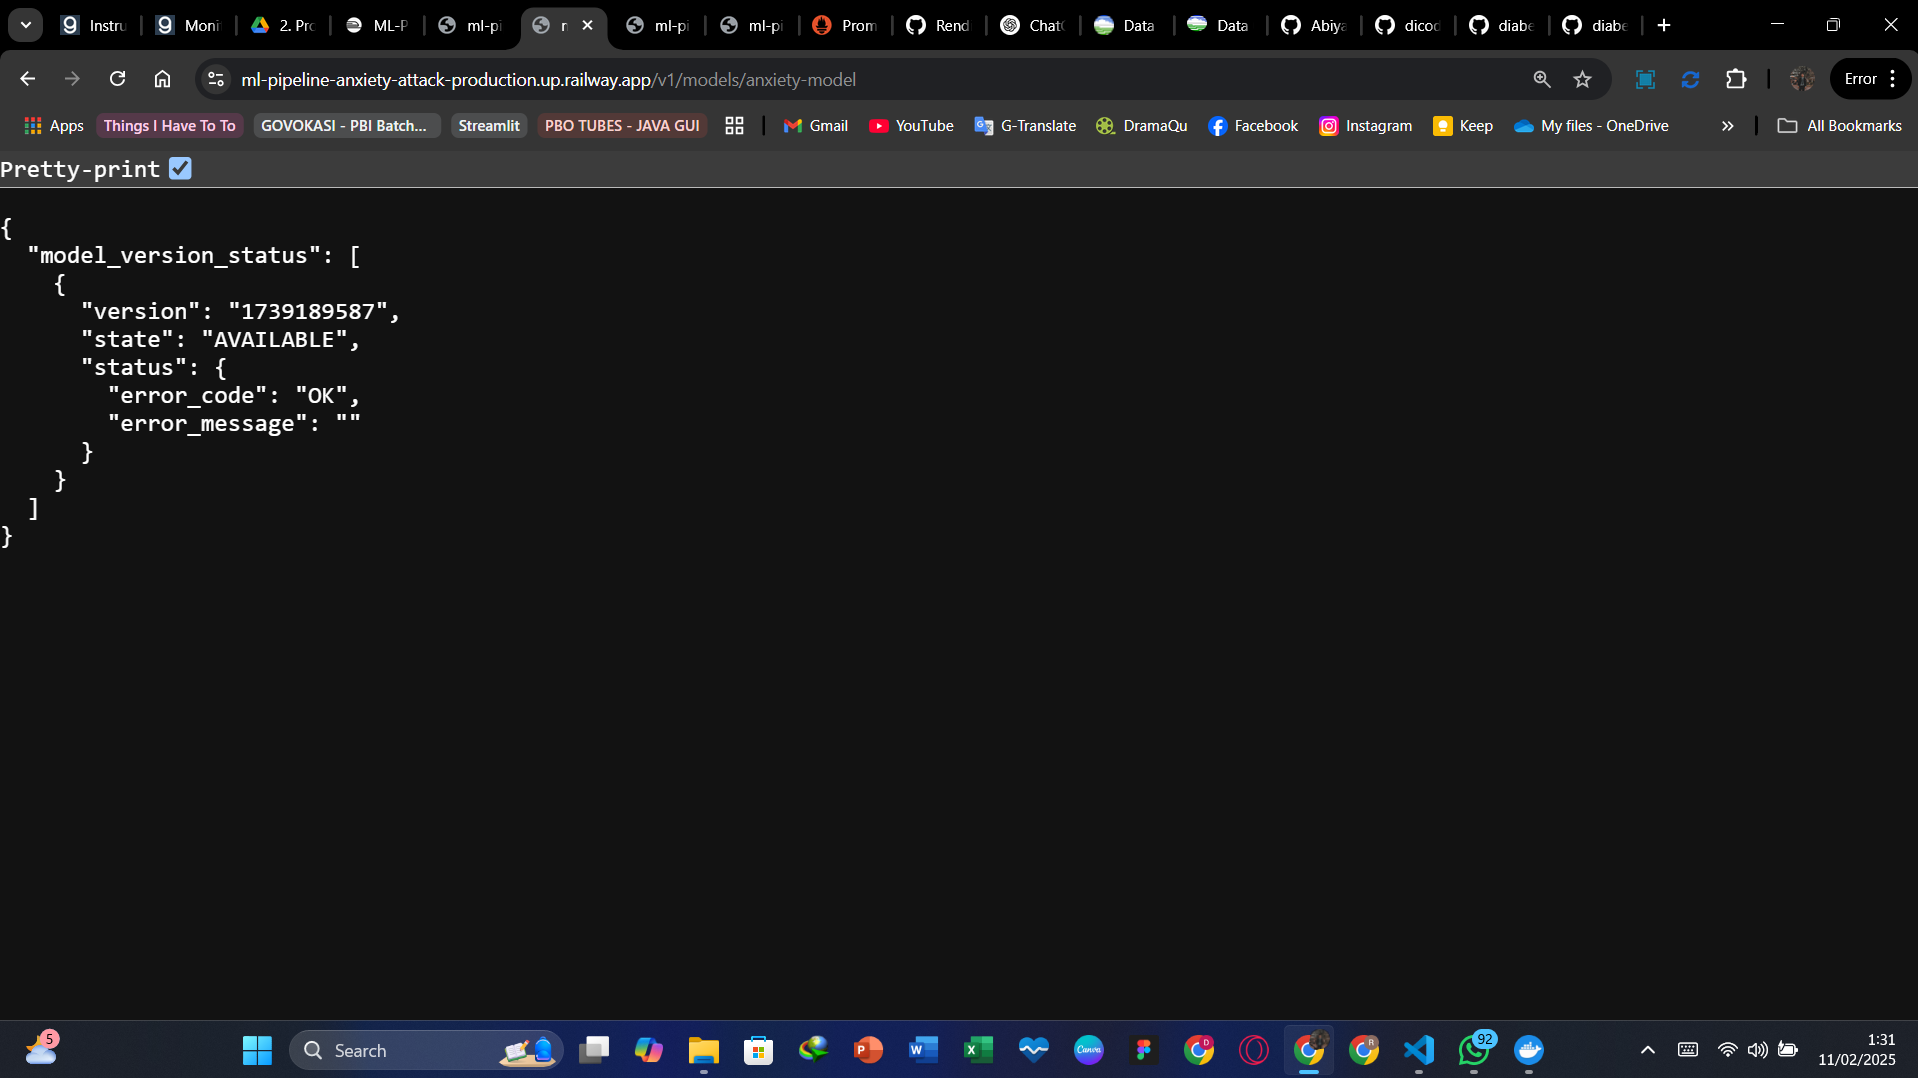 Instru
Moni
2. Pro
ML-P
ml-pi
ml-pi
ml-pi
Prom
Rendi
Chat
Data
Data
Abiya
dicod
diabe
diabe
ml-pipeline-anxiety-attack-production.up.railway.app/v1/models/anxiety-model
Error
Apps
Things I Have To To
GOVOKASI - PBI Batch...
Streamlit
PBO TUBES - JAVA GUI
Gmail
YouTube
G-Translate
DramaQu
Facebook
Instagram
Keep
My files - OneDrive
All Bookmarks
Pretty-print
{
"model_version_status": [
{
"version": "1739189587",
"state": "AVAILABLE",
"status": {
"error_code": "OK",
"error_message": ""
}
}
]
}
5
Search
D
R
92
1:31
11/02/2025